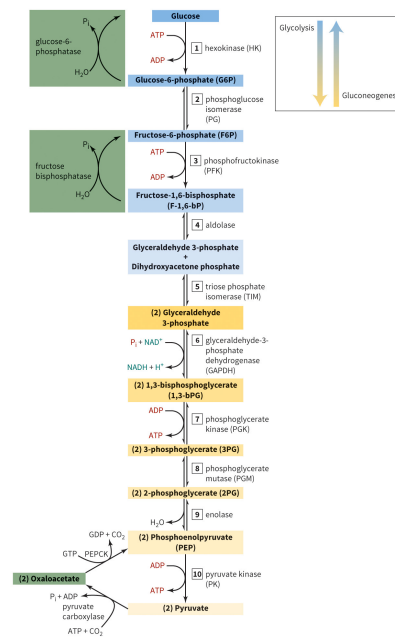 Glucose
Pi
glucose-6-
phosphatase
H2O
ATP
ADP
1 hexokinase (HK)
Glycolysis
Gluconeogenes
Glucose-6-phosphate (G6P)
2 phosphoglucose
isomerase
(PG)
Fructose-6-phosphate (F6P)
Pi
fructose
bisphosphatase
H2O
ATP
ADP
3 phosphofructokinase
(PFK)
Fructose-1,6-bisphosphate
(F-1,6-bP)
4 aldolase
Glyceraldehyde 3-phosphate
+
Dihydroxyacetone phosphate
5 triose phosphate
isomerase (TIM)
(2) Glyceraldehyde
3-phosphate
Pi + NAD+
NADH + H+
6 glyceraldehyde-3-
phosphate
dehydrogenase
(GAPDH)
(2) 1,3-bisphosphoglycerate
(1,3-bPG)
ADP
ATP
7 phosphoglycerate
kinase (PGK)
(2) 3-phosphoglycerate (3PG)
8 phosphoglycerate
mutase (PGM)
(2) 2-phosphoglycerate (2PG)
H2O
9 enolase
(2) Phosphoenolpyruvate
(PEP)
GDP + CO2
GTP PEPCK
(2) Oxaloacetate
ADP
ATP
10 pyruvate kinase
(PK)
Pi + ADP
pyruvate
carboxylase
ATP + CO2
(2) Pyruvate